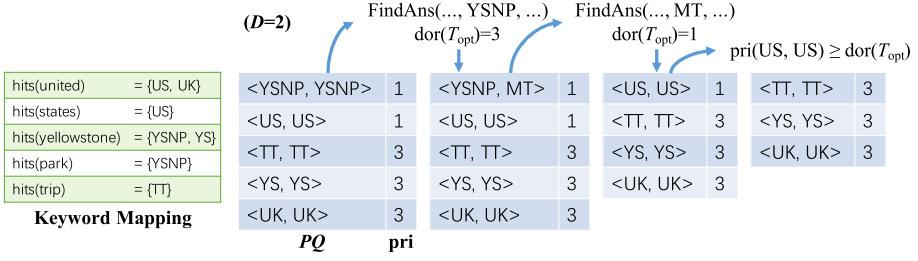 (D=2)
FindAns(..., YSNP, ...)
dor(Topt)=3
FindAns(..., MT, ...)
dor(Topt)=1
pri(US, US) ≥ dor(Topt)
hits(united) = {US, UK}
hits(states) = {US}
hits(yellowstone) = {YSNP, YS}
hits(park) = {YSNP}
hits(trip) = {TT}
Keyword Mapping
<YSNP, YSNP> 1
<US, US> 1
<TT, TT> 3
<YS, YS> 3
<UK, UK> 3
PQ pri
<YSNP, MT> 1
<US, US> 1
<TT, TT> 3
<YS, YS> 3
<UK, UK> 3
<US, US> 1
<TT, TT> 3
<YS, YS> 3
<UK, UK> 3
<TT, TT> 3
<YS, YS> 3
<UK, UK> 3